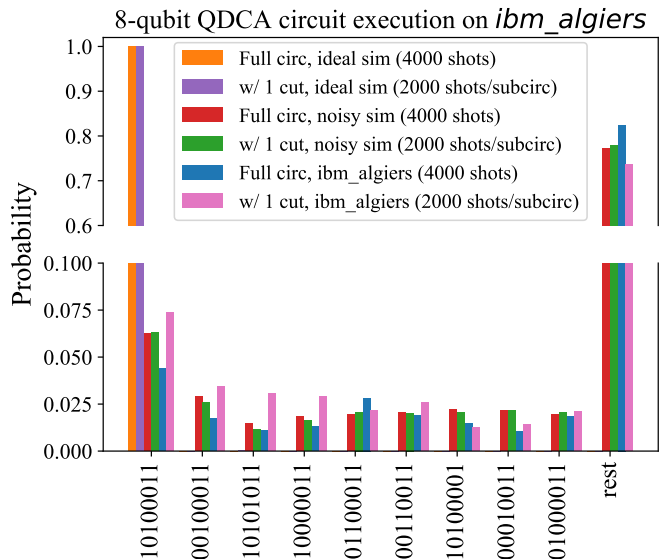 8-qubit QDCA circuit execution on ibm_algiers
Full circ, ideal sim (4000 shots)
w/ 1 cut, ideal sim (2000 shots/subcirc)
Full circ, noisy sim (4000 shots)
w/ 1 cut, noisy sim (2000 shots/subcirc)
Full circ, ibm_algiers (4000 shots)
w/ 1 cut, ibm_algiers (2000 shots/subcirc)
Probability
1.0
0.9
0.8
0.7
0.6
0.100
0.075
0.050
0.025
0.000
10100011
00100011
10101011
10000011
01100011
00110011
10100001
00010011
01000011
rest